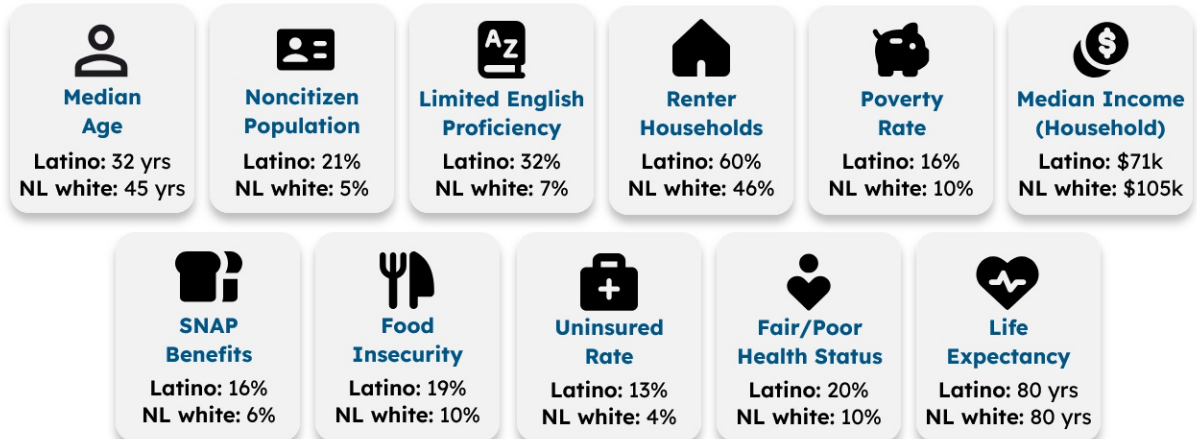 A Z
$
Median
Age
Latino: 32 yrs
NL white: 45 yrs
Noncitizen
Population
Latino: 21%
NL white: 5%
Limited English
Proficiency
Latino: 32%
NL white: 7%
Renter
Households
Latino: 60%
NL white: 46%
Poverty
Rate
Latino: 16%
NL white: 10%
Median Income
(Household)
Latino: $71k
NL white: $105k
SNAP
Benefits
Latino: 16%
NL white: 6%
Food
Insecurity
Latino: 19%
NL white: 10%
Uninsured
Rate
Latino: 13%
NL white: 4%
Fair/Poor
Health Status
Latino: 20%
NL white: 10%
Life
Expectancy
Latino: 80 yrs
NL white: 80 yrs